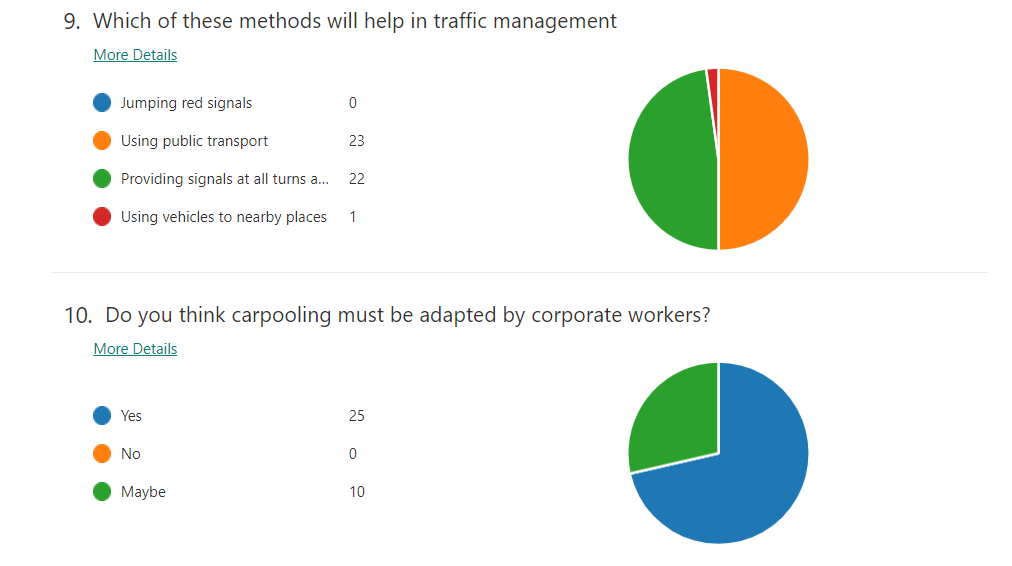 9. Which of these methods will help in traffic management
More Details
Jumping red signals 0
Using public transport 23
Providing signals at all turns a... 22
Using vehicles to nearby places 1
10. Do you think carpooling must be adapted by corporate workers?
More Details
Yes 25
No 0
Maybe 10